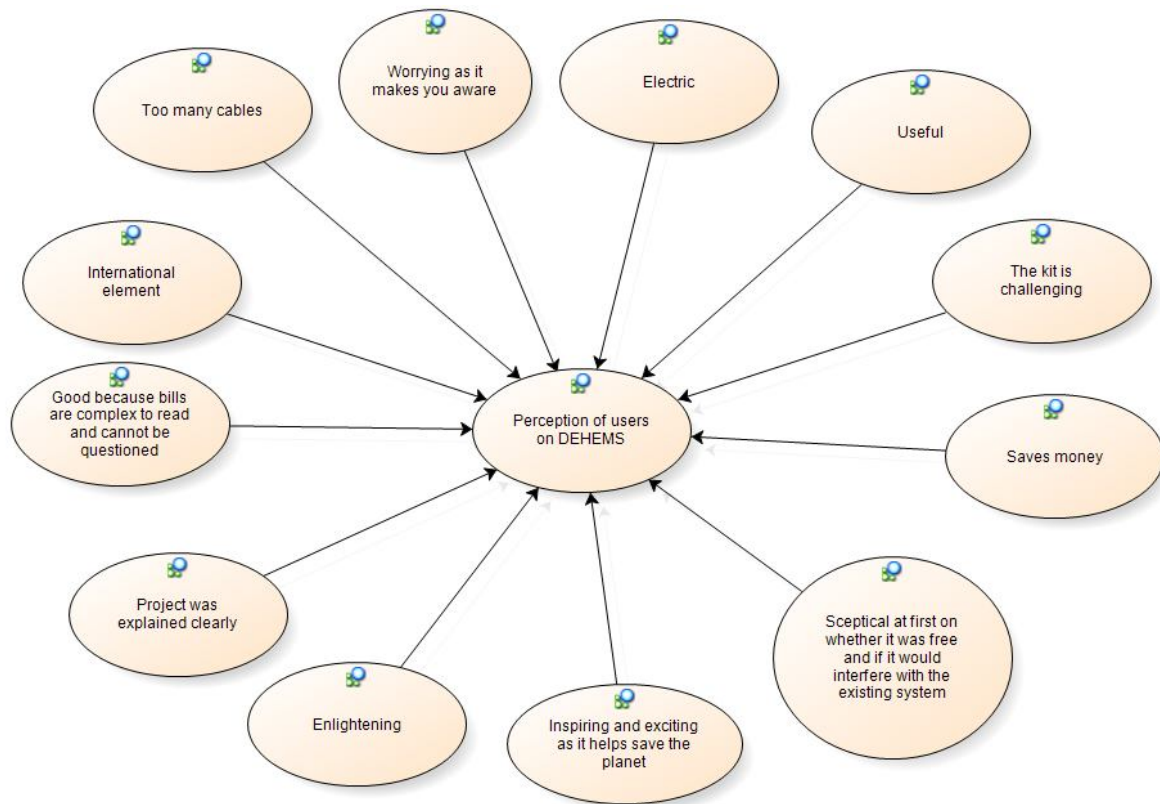 Too many cables
Worrying as it
makes you aware
Electric
Useful
International
element
The kit is
challenging
Good because bills
are complex to read
and cannot be
questioned
Perception of users
on DEHEMS
Saves money
Project was
explained clearly
Enlightening
Inspiring and exciting
as it helps save the
planet
Sceptical at first on
whether it was free
and if it would
interfere with the
existing system